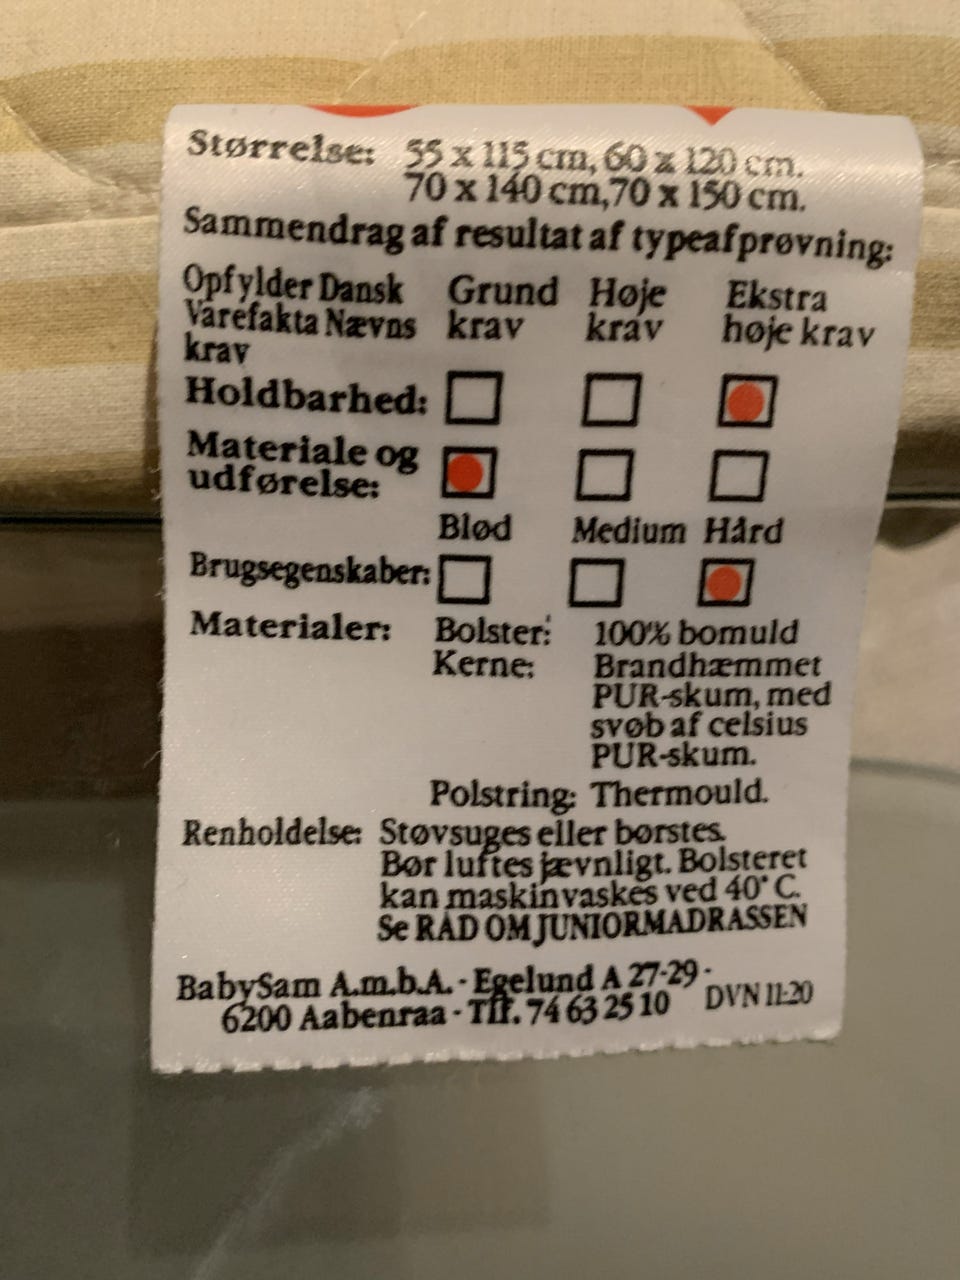 Størrelse: 55 x 115 cm, 60 x 120 cm.
70 x 140 cm,70 x 150 cm.
Sammendrag af resultat af typeafprøvning:
Opfylder Dansk Grund Høje Ekstra
Varefakta Nævns krav krav høje krav
krav
Holdbarhed:
Materiale og
udførelse:
Blød Medium Hård
Brugsegenskaber:
Materialer: Bolster: 100% bomuld
Kerne: Brandhæmmet
PUR-skum, med
svøb af celsius
PUR-skum.
Polstring: Thermould.
Renholdelse: Støvsuges eller børstes.
Bør luftes jævnligt. Bolsteret
kan maskinvaskes ved 40° C.
Se RÅD OM JUNIORMADRASSEN
BabySam A.m.b.A. · Egelund A 27-29 ·
6200 Aabenraa · Tlf. 74 63 25 10 DVN 11-20